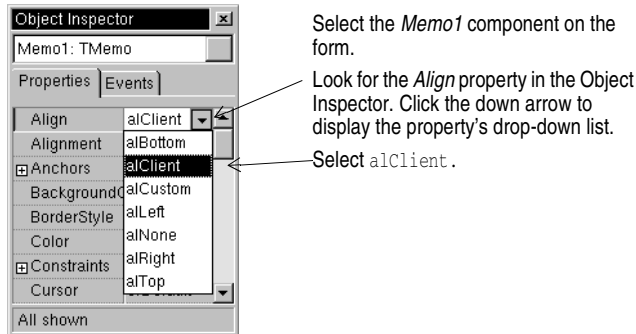 Object Inspector
Memo1: TMemo
Properties
Events
Align
alClient
Alignment
alBottom
Anchors
alClient
alCustom
BorderStyle
alLeft
Color
alNone
Constraints
alRight
Cursor
alTop
All shown
Select the Memo1 component on the
form.
Look for the Align property in the Object
Inspector. Click the down arrow to
display the property's drop-down list.
Select alClient.